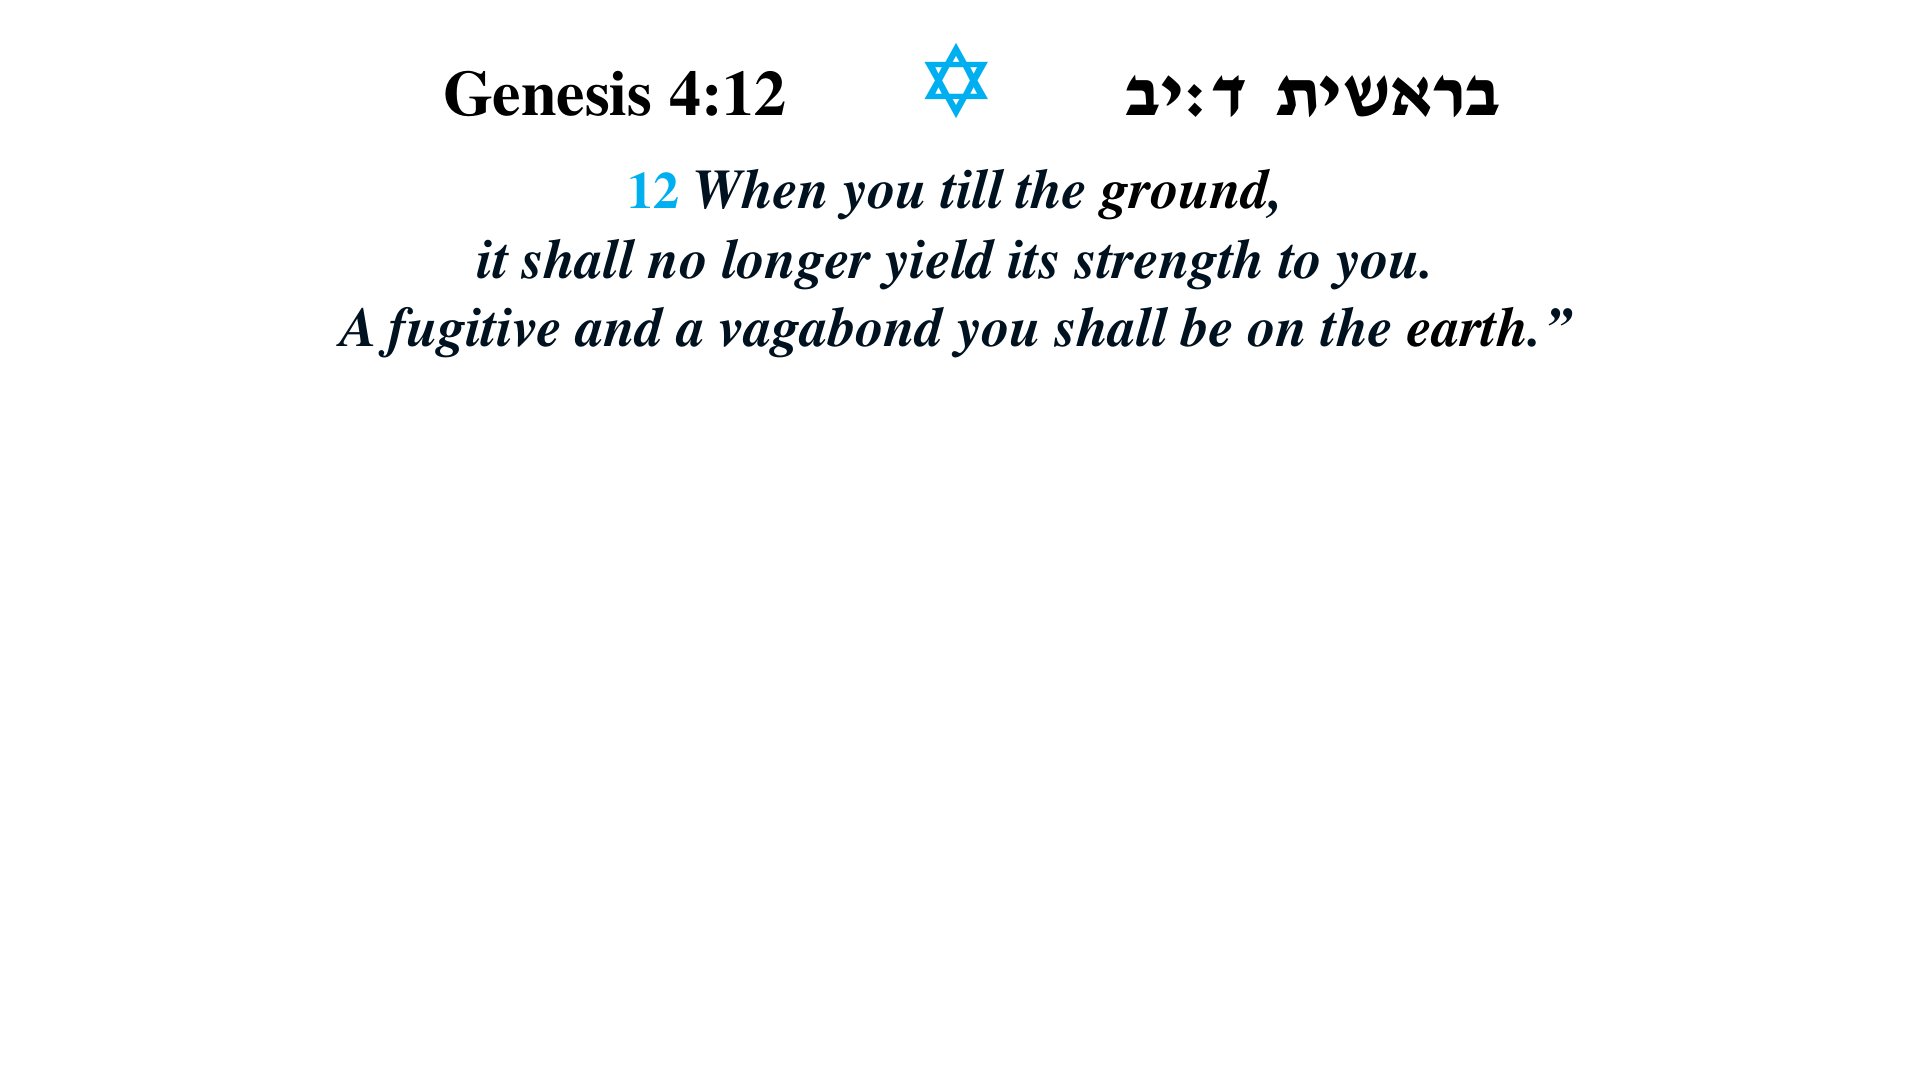 Genesis 4:12 ✡ בראשית ד:יב
12 When you till the ground,
it shall no longer yield its strength to you.
A fugitive and a vagabond you shall be on the earth.”